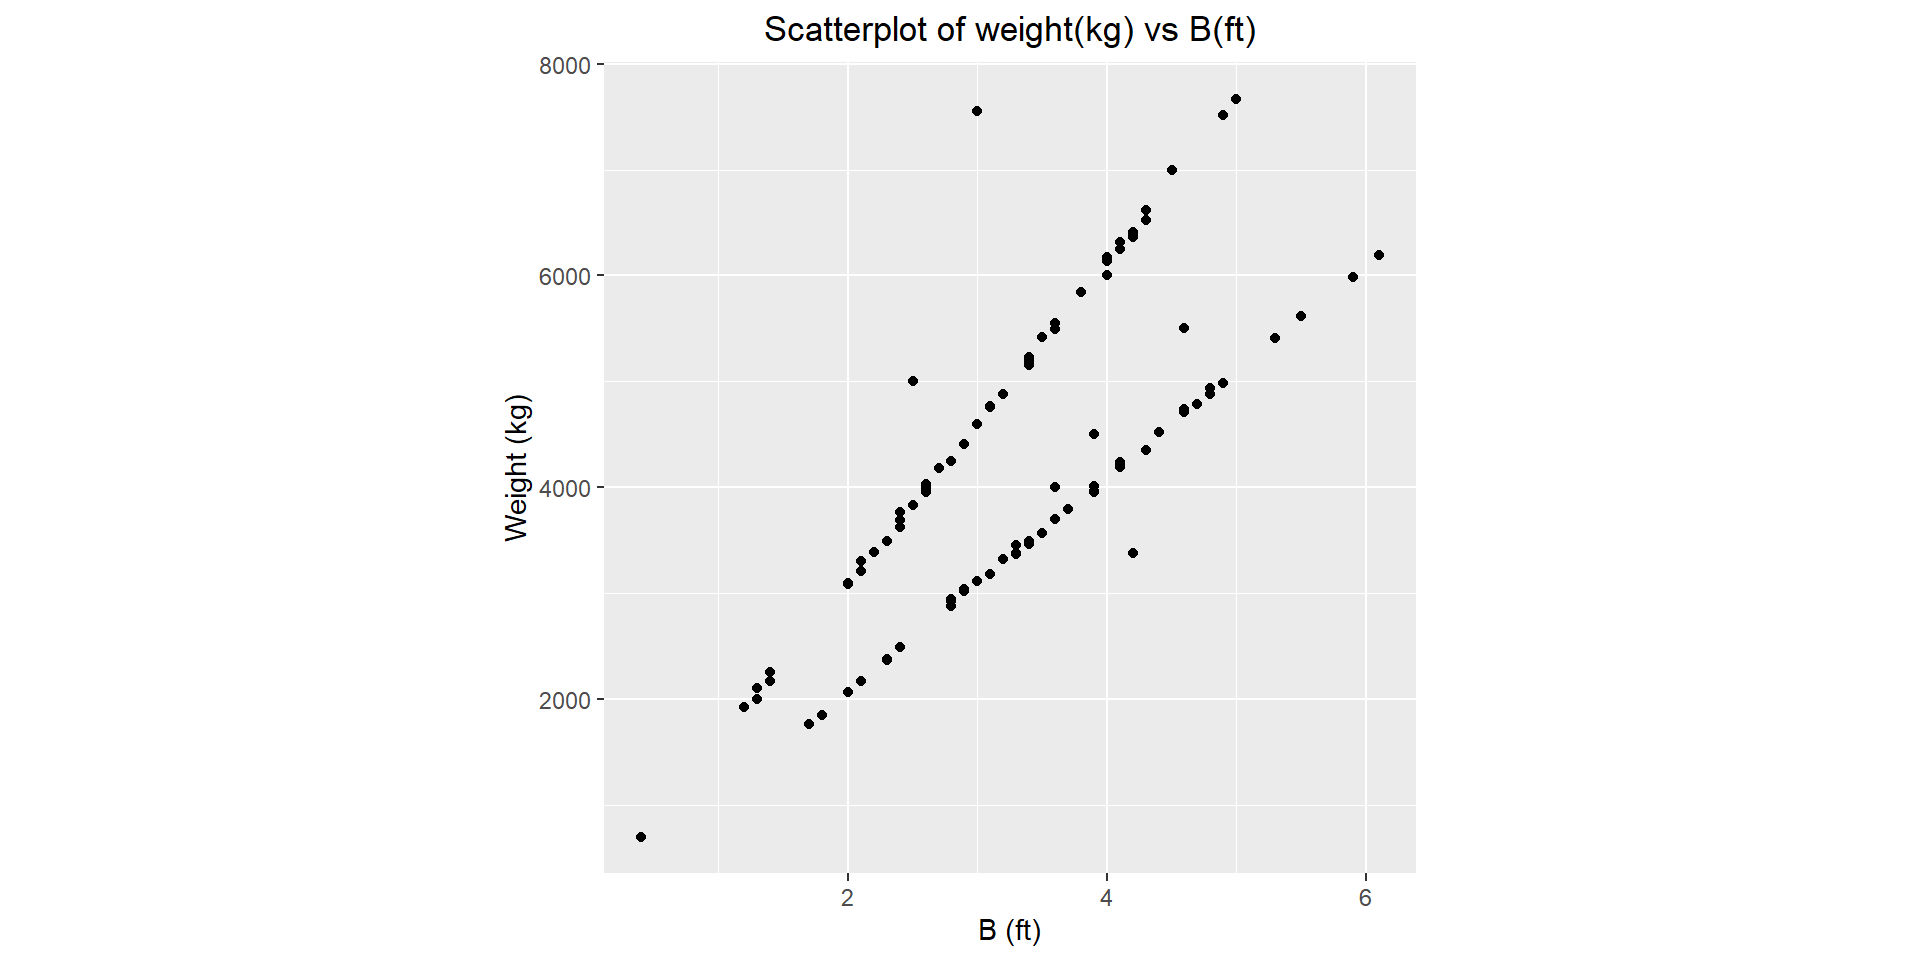 Scatterplot of weight(kg) vs B(ft)
8000
6000
4000
2000
Weight (kg)
2 4 6
B (ft)